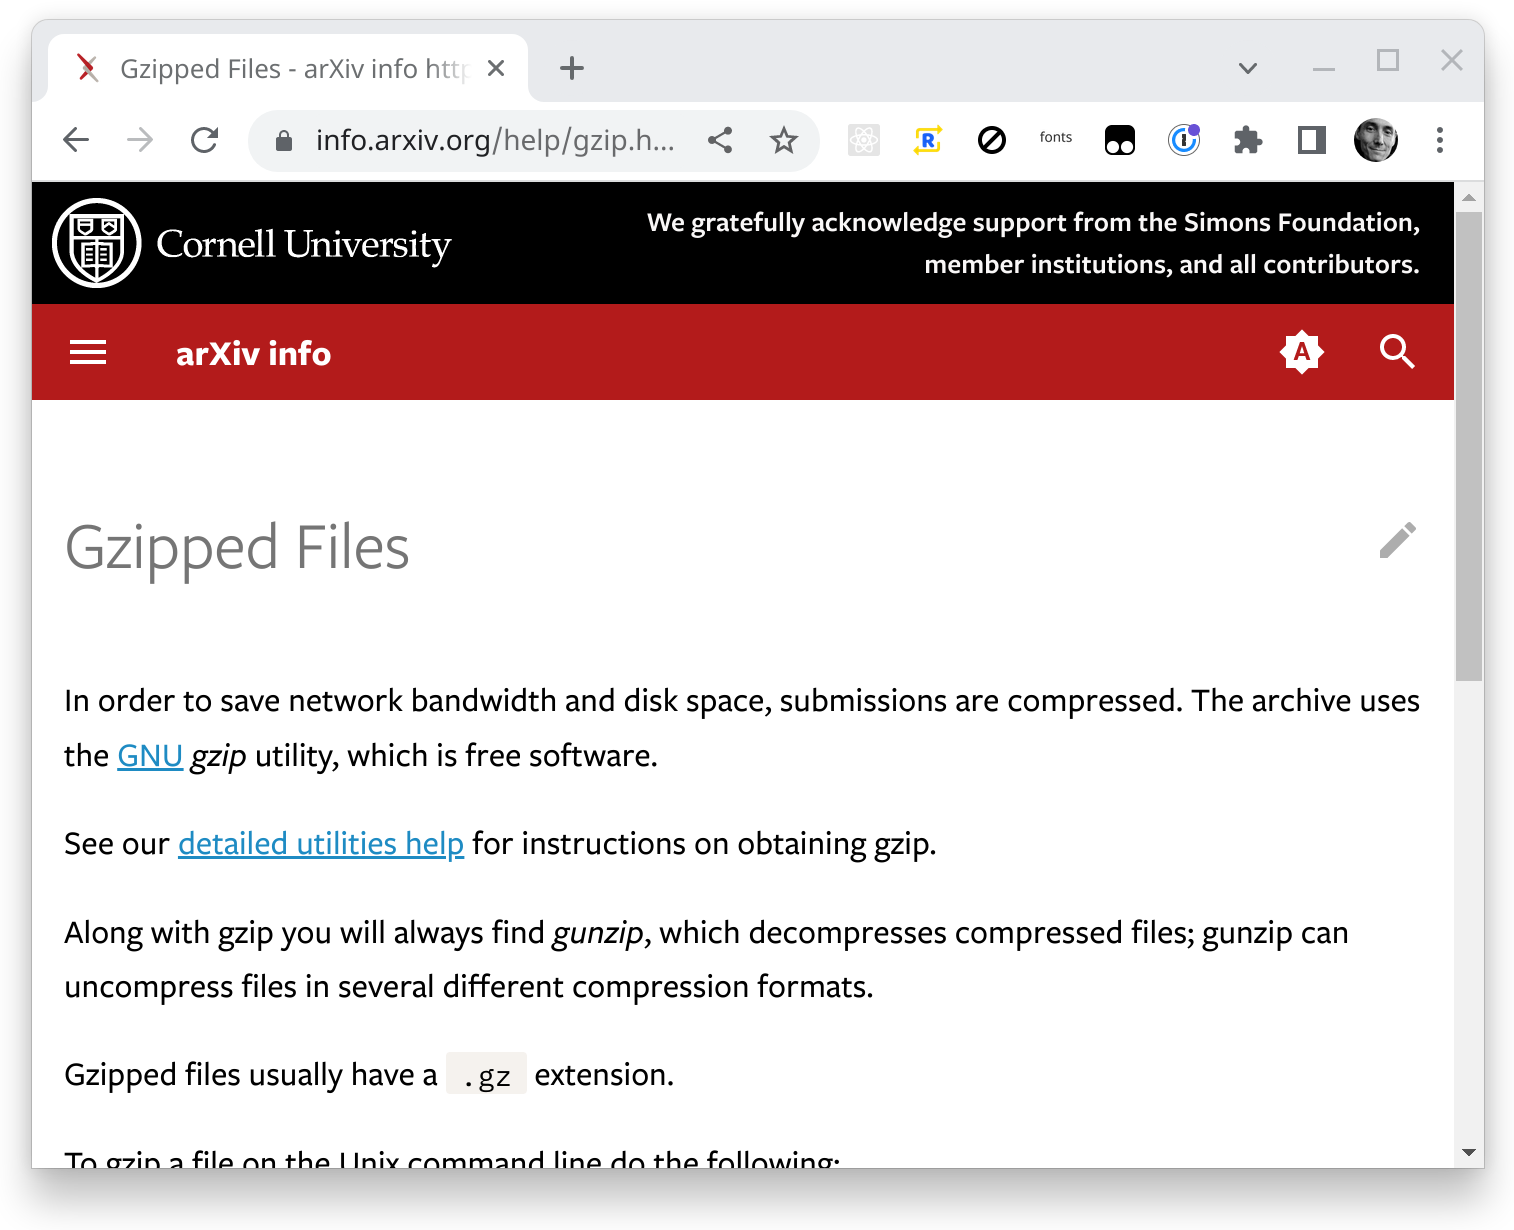 Gzipped Files - arXiv info http
info.arxiv.org/help/gzip.h...
R
fonts
Cornell University
We gratefully acknowledge support from the Simons Foundation,
member institutions, and all contributors.
arXiv info
A
Gzipped Files
In order to save network bandwidth and disk space, submissions are compressed. The archive uses
the GNU gzip utility, which is free software.
See our detailed utilities help for instructions on obtaining gzip.
Along with gzip you will always find gunzip, which decompresses compressed files; gunzip can
uncompress files in several different compression formats.
Gzipped files usually have a .gz extension.
To gzip a file on the Unix command line do the following: